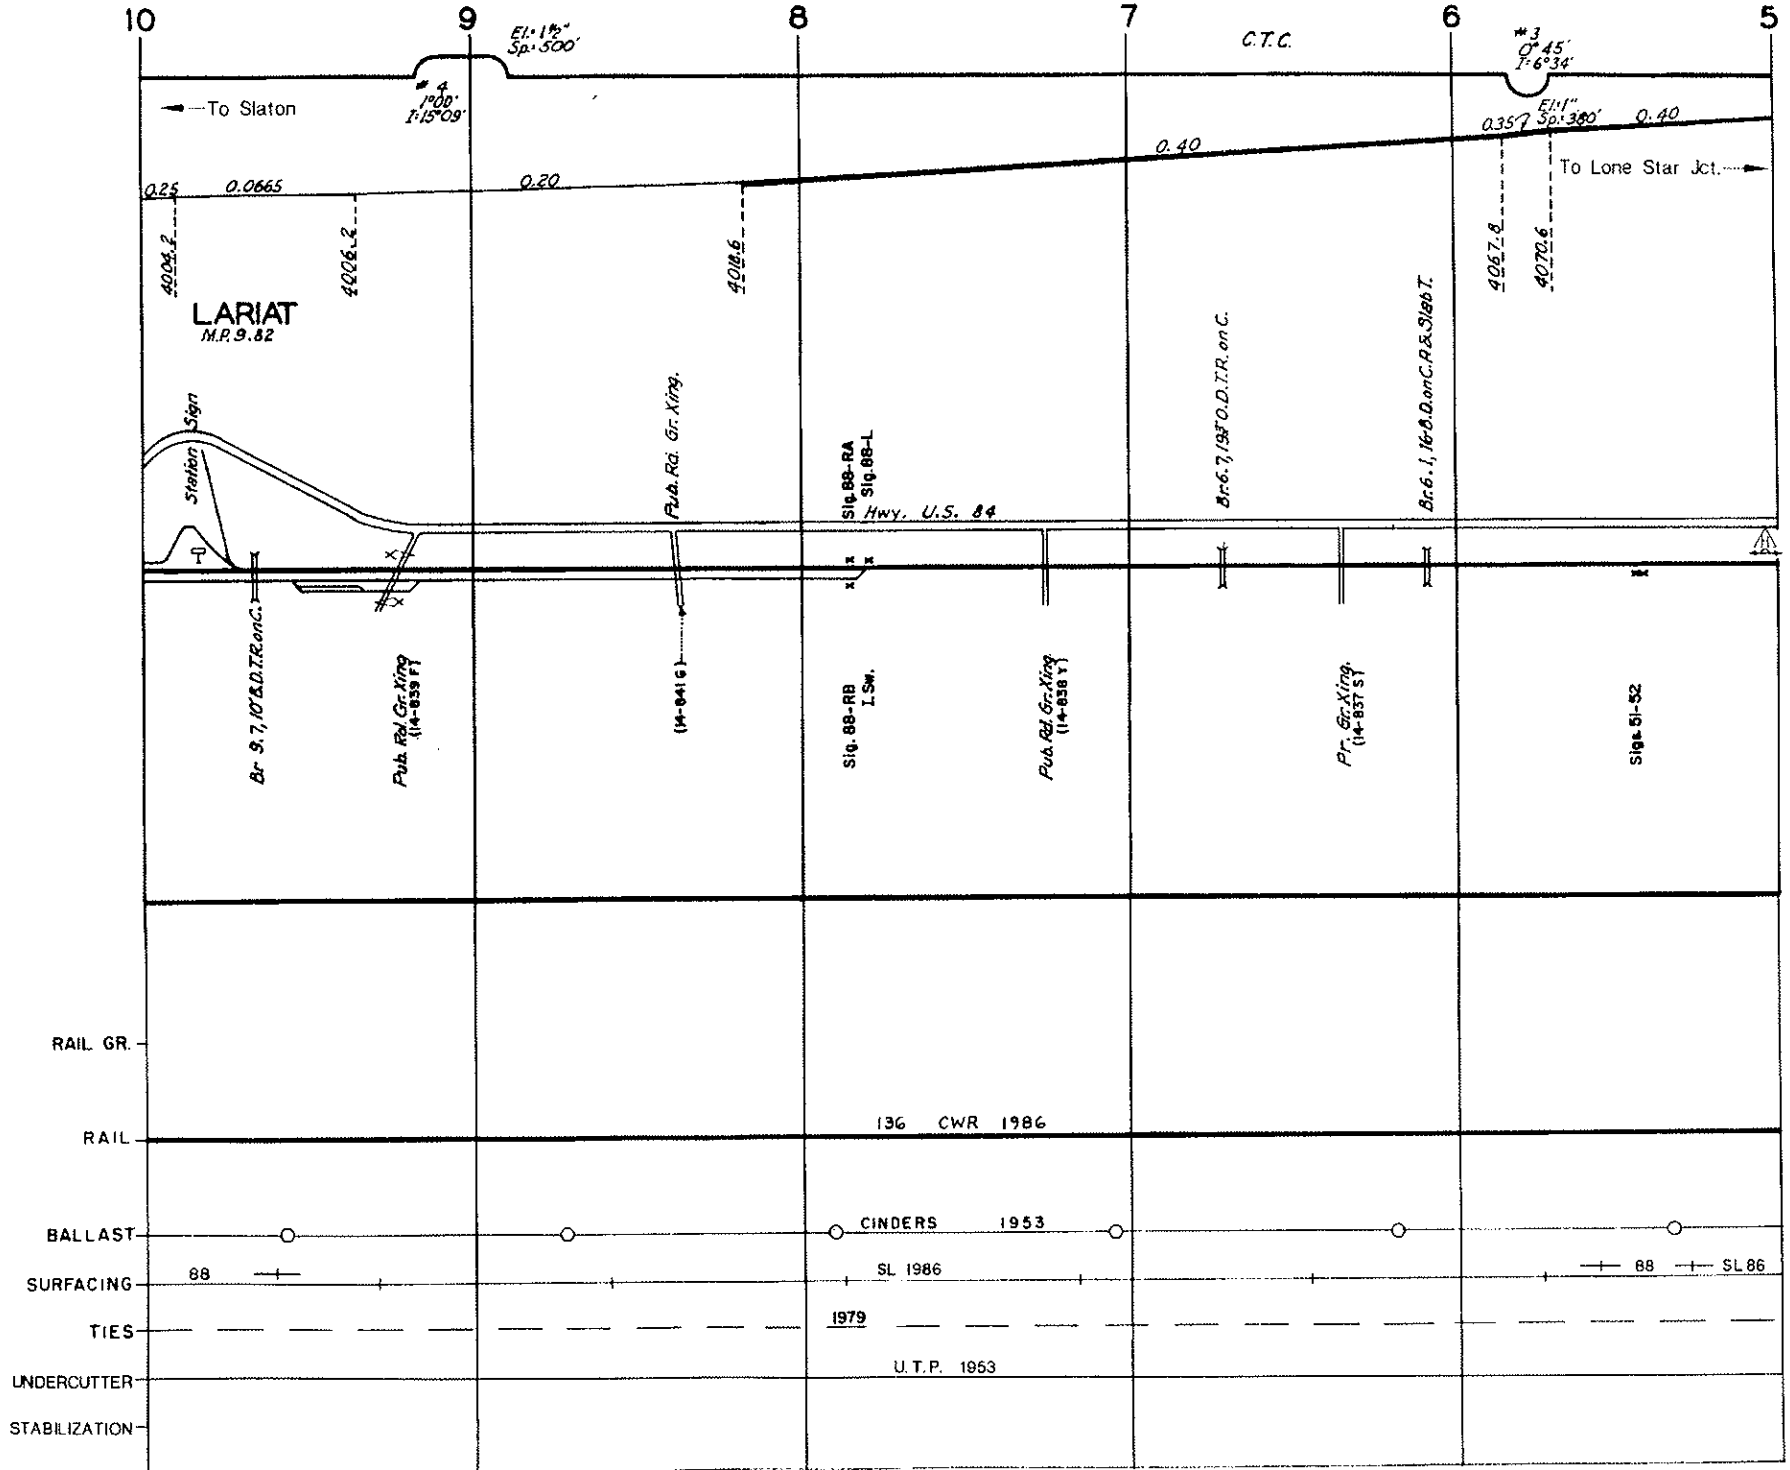 10 9 8 7 6 5
El.= 1½"
Sp.= 500'
C.T.C.
#3
0° 45'
I=6°34'
#4
1°00'
I=15°09'
To Slaton
El.=1"
Sp.=380'
0.25 0.0665 0.20 0.40 0.357 0.40
To Lone Star Jct.
4004.2
4006.2
4018.6
4067.8
4070.6
LARIAT
M.P. 9.82
Station Sign
Pub. Rd. Gr. Xing.
Sig. 88-RA
Sig. 88-L
Br. 6.7, O.D.T.R. on C.
Br. 6.1, B.D. on C.P. & Slab T.
Hwy. U.S. 84
Br 9.7, 10' B.D.T.R. on C.
Pub. Rd. Gr. Xing
(14-839 F)
(14-841 G)
Sig. 88-RB
I. Sw.
Pub. Rd. Gr. Xing.
(14-838 Y)
Pr. Gr. Xing.
(14-837 S)
Sigs. 51-52
RAIL GR.
RAIL
136 CWR 1986
BALLAST
CINDERS 1953
SURFACING
88
SL 1986
88
SL 86
TIES
1979
UNDERCUTTER
U.T.P. 1953
STABILIZATION